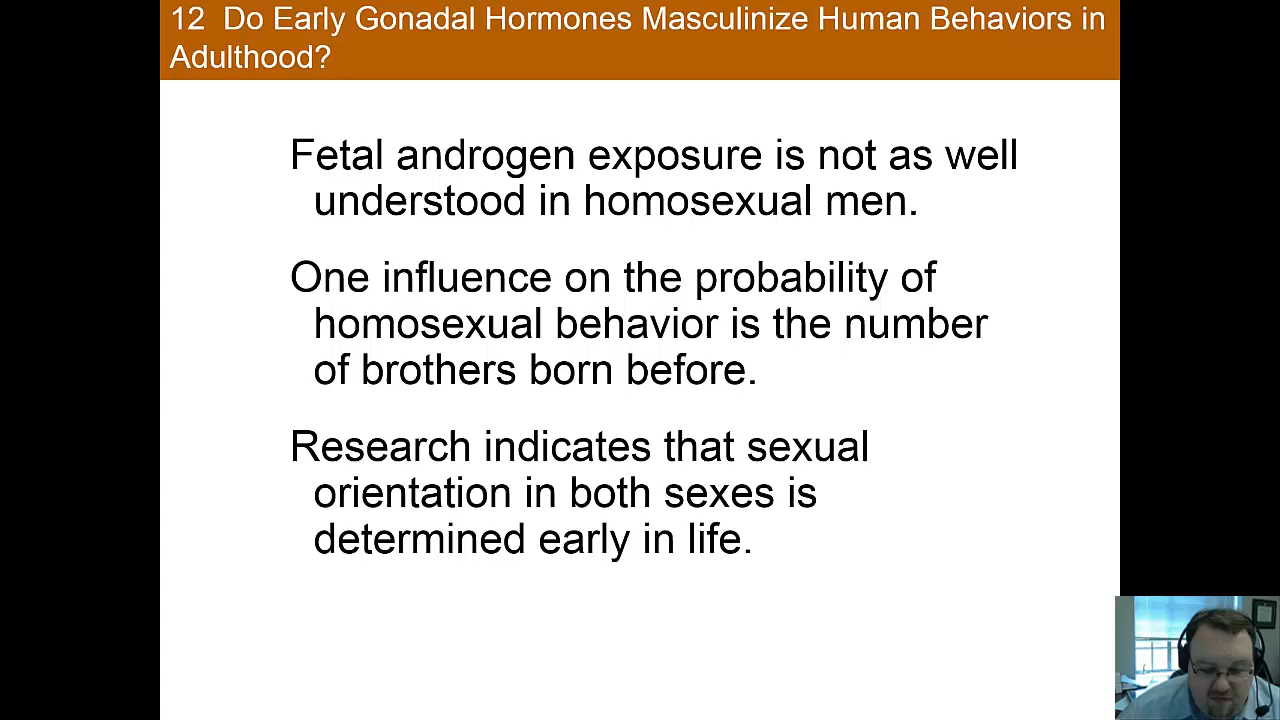 12 Do Early Gonadal Hormones Masculinize Human Behaviors in
Adulthood?
Fetal androgen exposure is not as well
understood in homosexual men.
One influence on the probability of
homosexual behavior is the number
of brothers born before.
Research indicates that sexual
orientation in both sexes is
determined early in life.